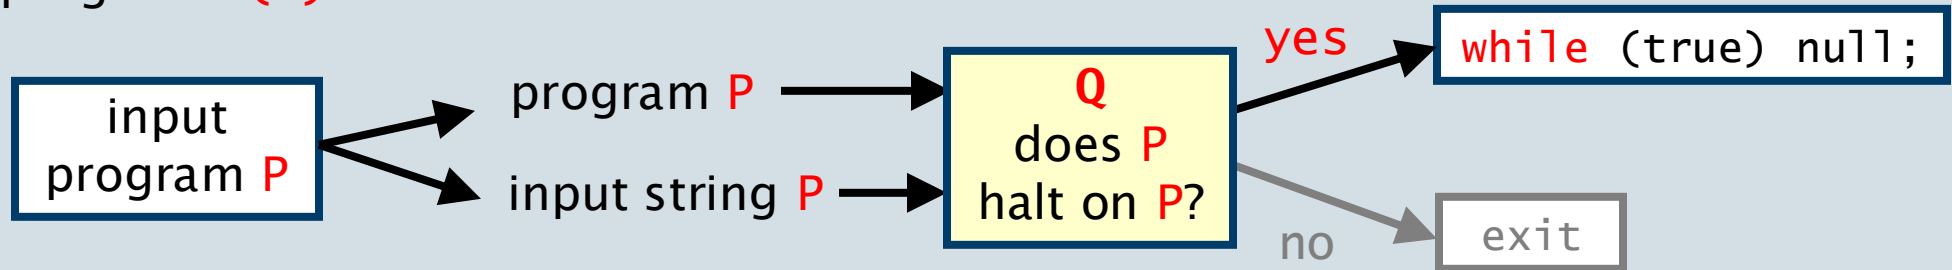 input
program P
program P
input string P
Q
does P
halt on P?
yes
while (true) null;
no
exit